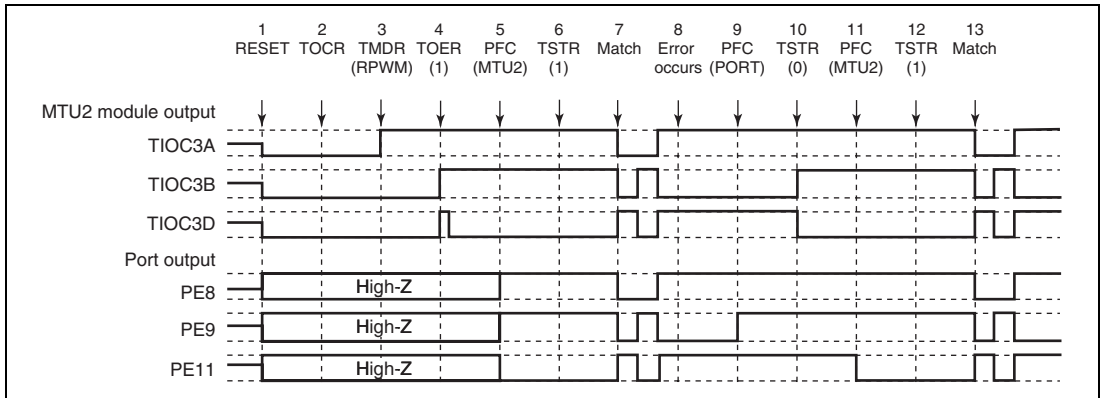 1 2 3 4 5 6 7 8 9 10 11 12 13
RESET TOCR TMDR TOER PFC TSTR Match Error PFC TSTR PFC TSTR Match
(RPWM) (1) (MTU2) (1) occurs (PORT) (0) (MTU2) (1)
MTU2 module output
TIOC3A
TIOC3B
TIOC3D
Port output
PE8 High-Z
PE9 High-Z
PE11 High-Z